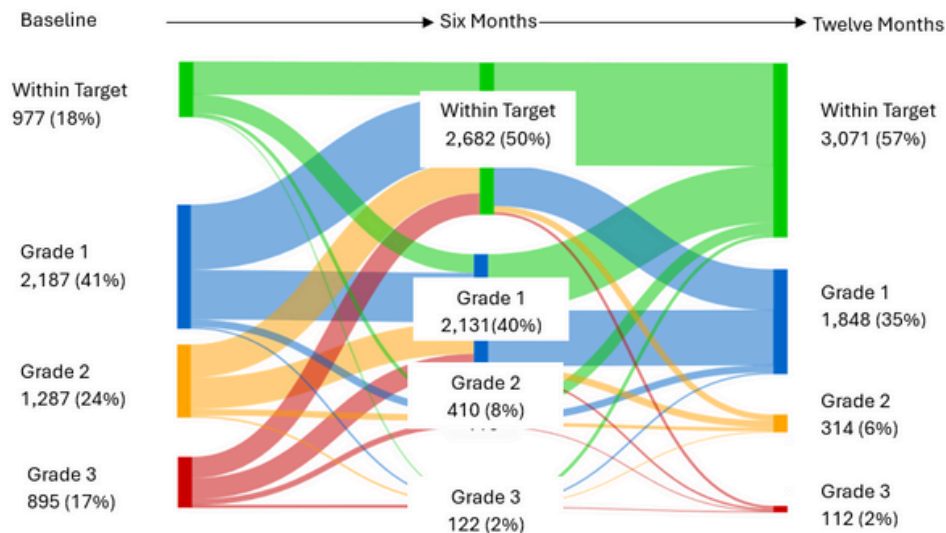 Baseline
Six Months
Twelve Months
Within Target
977 (18%)
Grade 1
2,187 (41%)
Grade 2
1,287 (24%)
Grade 3
895 (17%)
Within Target
2,682 (50%)
Grade 1
2,131(40%)
Grade 2
410 (8%)
Grade 3
122 (2%)
Within Target
3,071 (57%)
Grade 1
1,848 (35%)
Grade 2
314 (6%)
Grade 3
112 (2%)